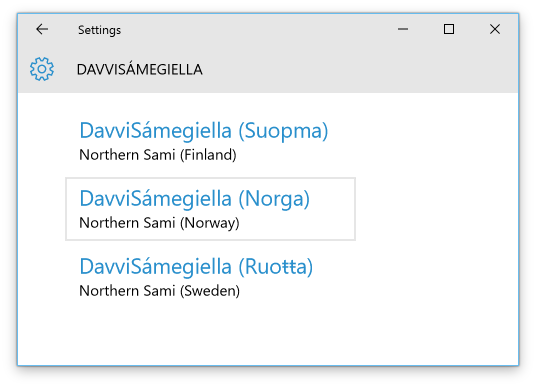 Settings
DAVVISÁMEGIELLA
DavviSámegiella (Suopma)
Northern Sami (Finland)
DavviSámegiella (Norga)
Northern Sami (Norway)
DavviSámegiella (Ruoŧŧa)
Northern Sami (Sweden)